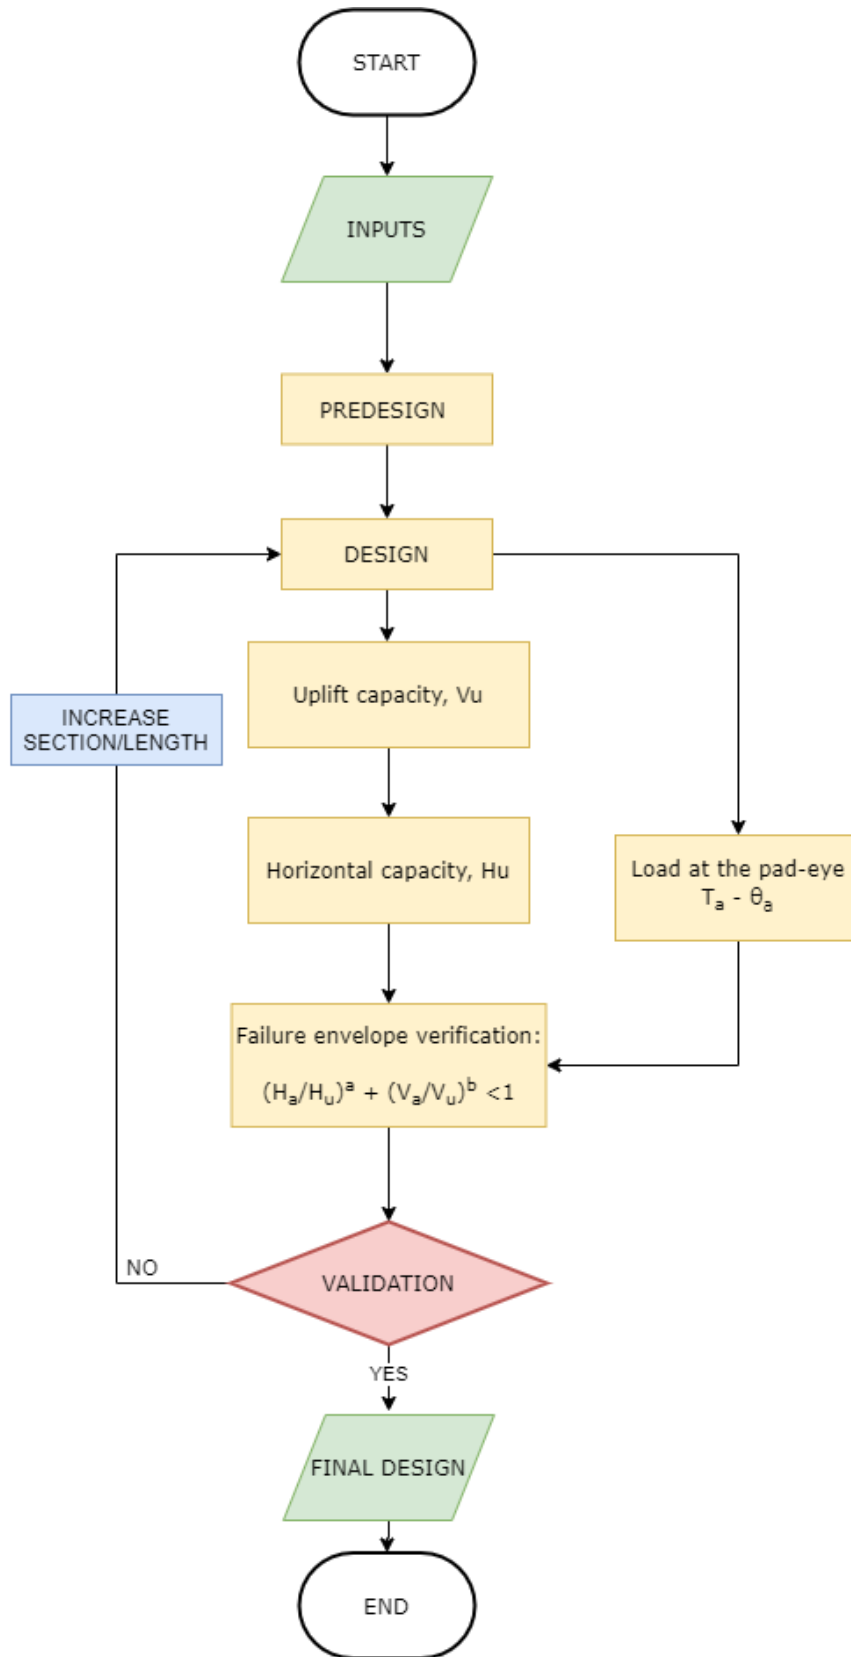 START
INPUTS
PREDESIGN
DESIGN
Uplift capacity, Vu
INCREASE
SECTION/LENGTH
Horizontal capacity, Hu
Load at the pad-eye
Tₐ - θₐ
Failure envelope verification:
(Hₐ/Hᵤ)ᵃ + (Vₐ/Vᵤ)ᵇ <1
NO
VALIDATION
YES
FINAL DESIGN
END